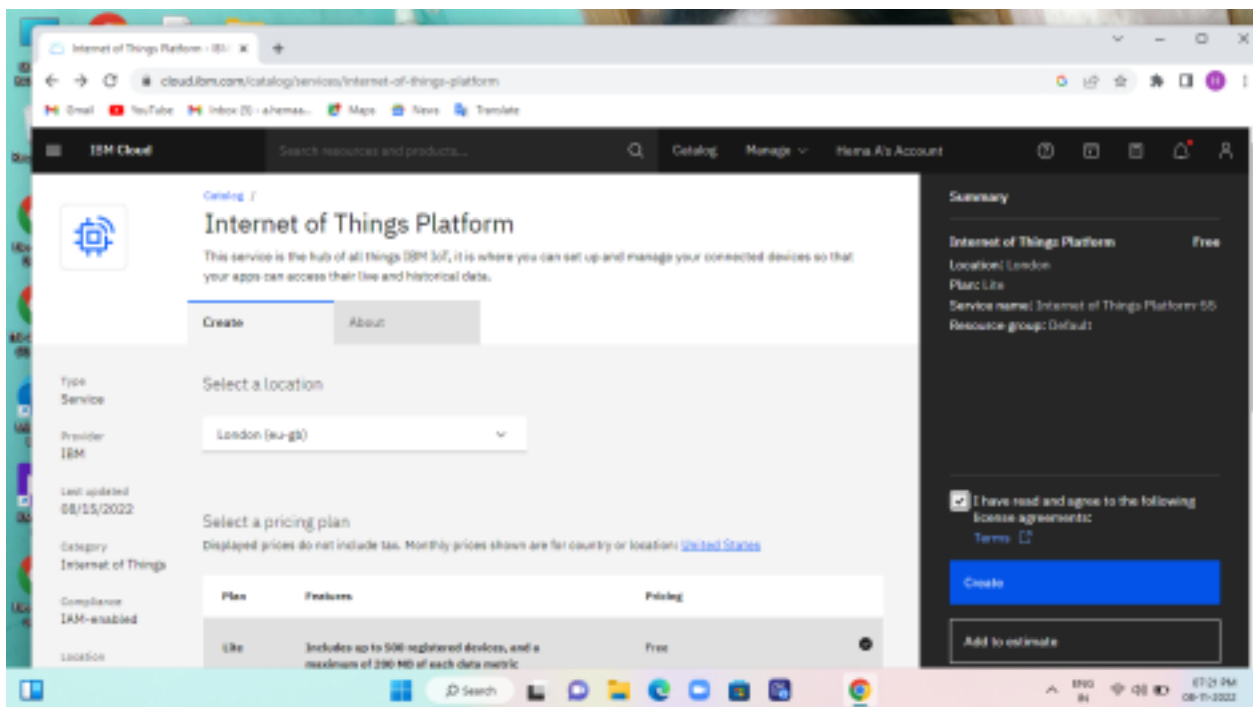 Internet of Things Platform - IBM
cloud.ibm.com/catalog/services/internet-of-things-platform
Gmail YouTube Inbox (5) - ahemaa... Maps News Translate
IBM Cloud Search resources and products... Catalog Manage Hema A's Account
Catalog /
Internet of Things Platform
This service is the hub of all things IBM IoT, it is where you can set up and manage your connected devices so that
your apps can access their live and historical data.
Create About
Type
Service
Provider
IBM
Last updated
08/15/2022
Category
Internet of Things
Compliance
IAM-enabled
Location
Select a location
London (eu-gb)
Select a pricing plan
Displayed prices do not include tax. Monthly prices shown are for country or location: United States
Plan Features Pricing
Lite Includes up to 500 registered devices, and a Free
maximum of 200 MB of each data metric
Summary
Internet of Things Platform Free
Location: London
Plan: Lite
Service name: Internet of Things Platform-55
Resource group: Default
I have read and agree to the following
license agreements:
Terms
Create
Add to estimate
Search
ENG
IN
07:21 PM
08-11-2022